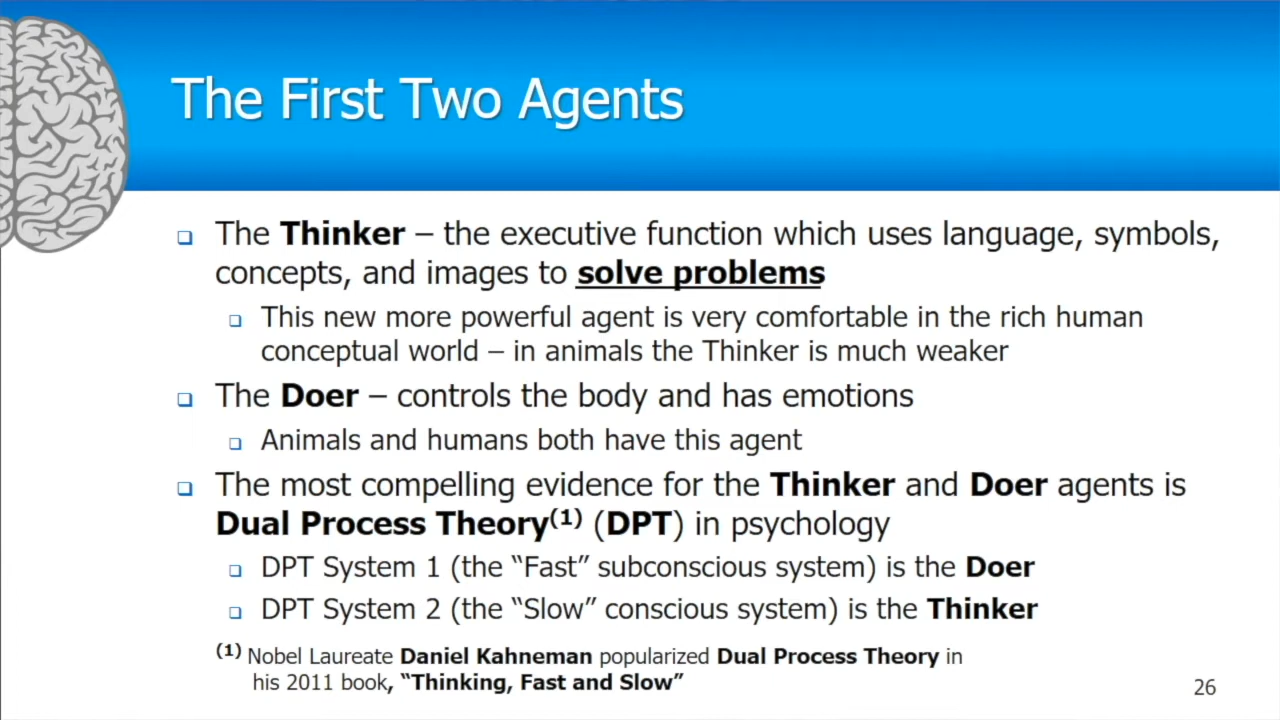 The First Two Agents
The Thinker – the executive function which uses language, symbols,
concepts, and images to solve problems
This new more powerful agent is very comfortable in the rich human
conceptual world – in animals the Thinker is much weaker
The Doer – controls the body and has emotions
Animals and humans both have this agent
The most compelling evidence for the Thinker and Doer agents is
Dual Process Theory(1) (DPT) in psychology
DPT System 1 (the “Fast” subconscious system) is the Doer
DPT System 2 (the “Slow” conscious system) is the Thinker
(1) Nobel Laureate Daniel Kahneman popularized Dual Process Theory in
his 2011 book, “Thinking, Fast and Slow”
26